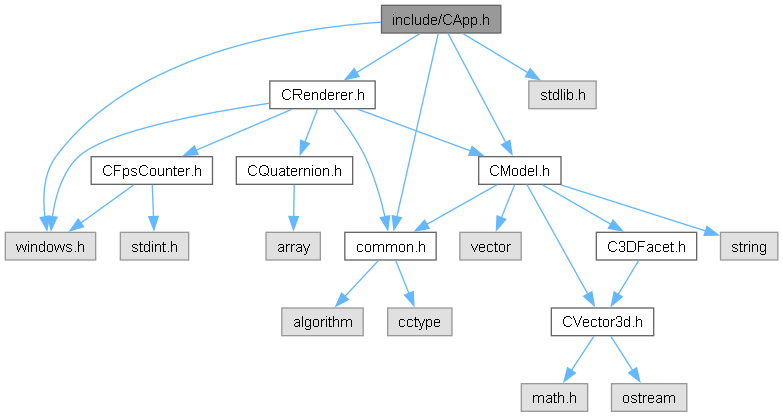 include/CApp.h
CRenderer.h
stdlib.h
CFpsCounter.h
CQuaternion.h
CModel.h
windows.h
stdint.h
array
common.h
vector
C3DFacet.h
string
algorithm
cctype
CVector3d.h
math.h
ostream